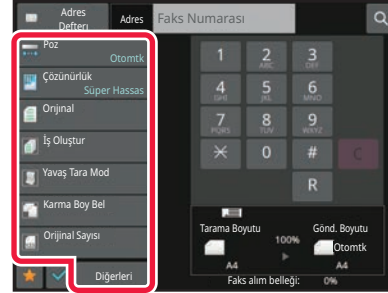 Adres
Defteri
Adres
Faks Numarası
Poz
Otomtk
Çözünürlük
Süper Hassas
Orijinal
İş Oluştur
Yavaş Tara Mod
Karma Boy Bel
Orijinal Sayısı
Diğerleri
1
2
ABC
3
DEF
4
GHI
5
JKL
6
MNO
7
PQRS
8
TUV
9
WXYZ
0
#
C
R
Tarama Boyutu
100%
Gönd. Boyutu
Otomtk
A4
A4
Faks alım belleği:
0%